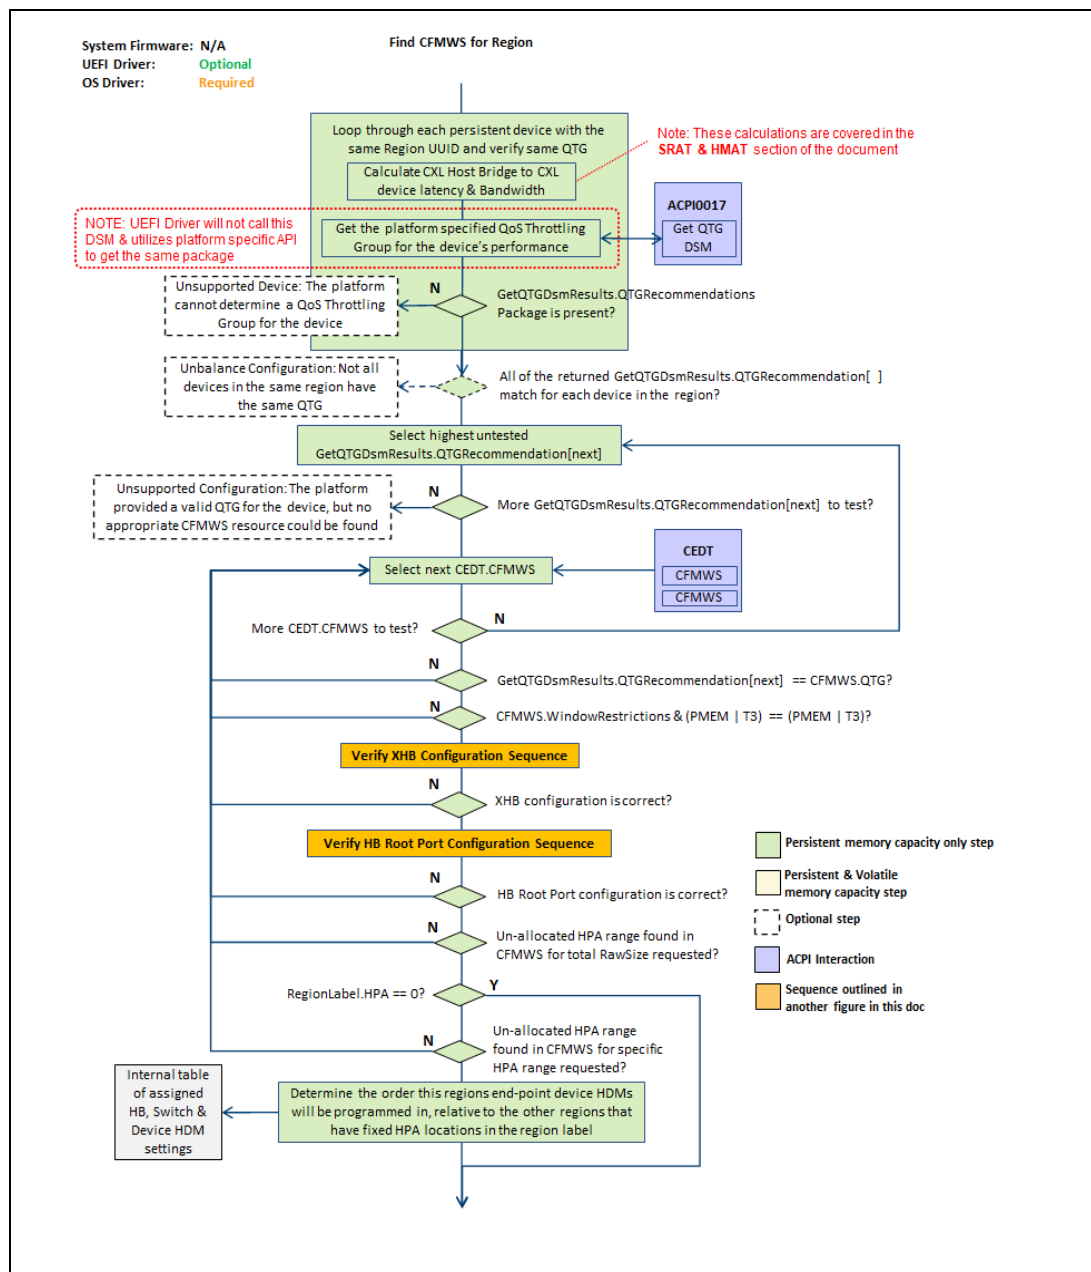 System Firmware: N/A
UEFI Driver: Optional
OS Driver: Required
Find CFMWS for Region
Loop through each persistent device with the
same Region UUID and verify same QTG
Calculate CXL Host Bridge to CXL
device latency & Bandwidth
Note: These calculations are covered in the
SRAT & HMAT section of the document
NOTE: UEFI Driver will not call this
DSM & utilizes platform specific API
to get the same package
Get the platform specified QoS Throttling
Group for the device's performance
ACPI0017
Get QTG
DSM
Unsupported Device: The platform
cannot determine a QoS Throttling
Group for the device
N
GetQTGDsmResults.QTGRecommendations
Package is present?
Unbalance Configuration: Not all
devices in the same region have
the same QTG
All of the returned GetQTGDsmResults.QTGRecommendation[ ]
match for each device in the region?
Select highest untested
GetQTGDsmResults.QTGRecommendation[next]
Unsupported Configuration: The platform
provided a valid QTG for the device, but no
appropriate CFMWS resource could be found
N
More GetQTGDsmResults.QTGRecommendation[next] to test?
CEDT
CFMWS
CFMWS
Select next CEDT.CFMWS
More CEDT.CFMWS to test?
N
N
GetQTGDsmResults.QTGRecommendation[next] == CFMWS.QTG?
N
CFMWS.WindowRestrictions & (PMEM | T3) == (PMEM | T3)?
Verify XHB Configuration Sequence
N
XHB configuration is correct?
Verify HB Root Port Configuration Sequence
N
HB Root Port configuration is correct?
N
Un-allocated HPA range found in
CFMWS for total RawSize requested?
RegionLabel.HPA == 0?
Y
N
Un-allocated HPA range
found in CFMWS for specific
HPA range requested?
Internal table
of assigned
HB, Switch &
Device HDM
settings
Determine the order this regions end-point device HDMs
will be programmed in, relative to the other regions that
have fixed HPA locations in the region label
Persistent memory capacity only step
Persistent & Volatile
memory capacity step
Optional step
ACPI Interaction
Sequence outlined in
another figure in this doc